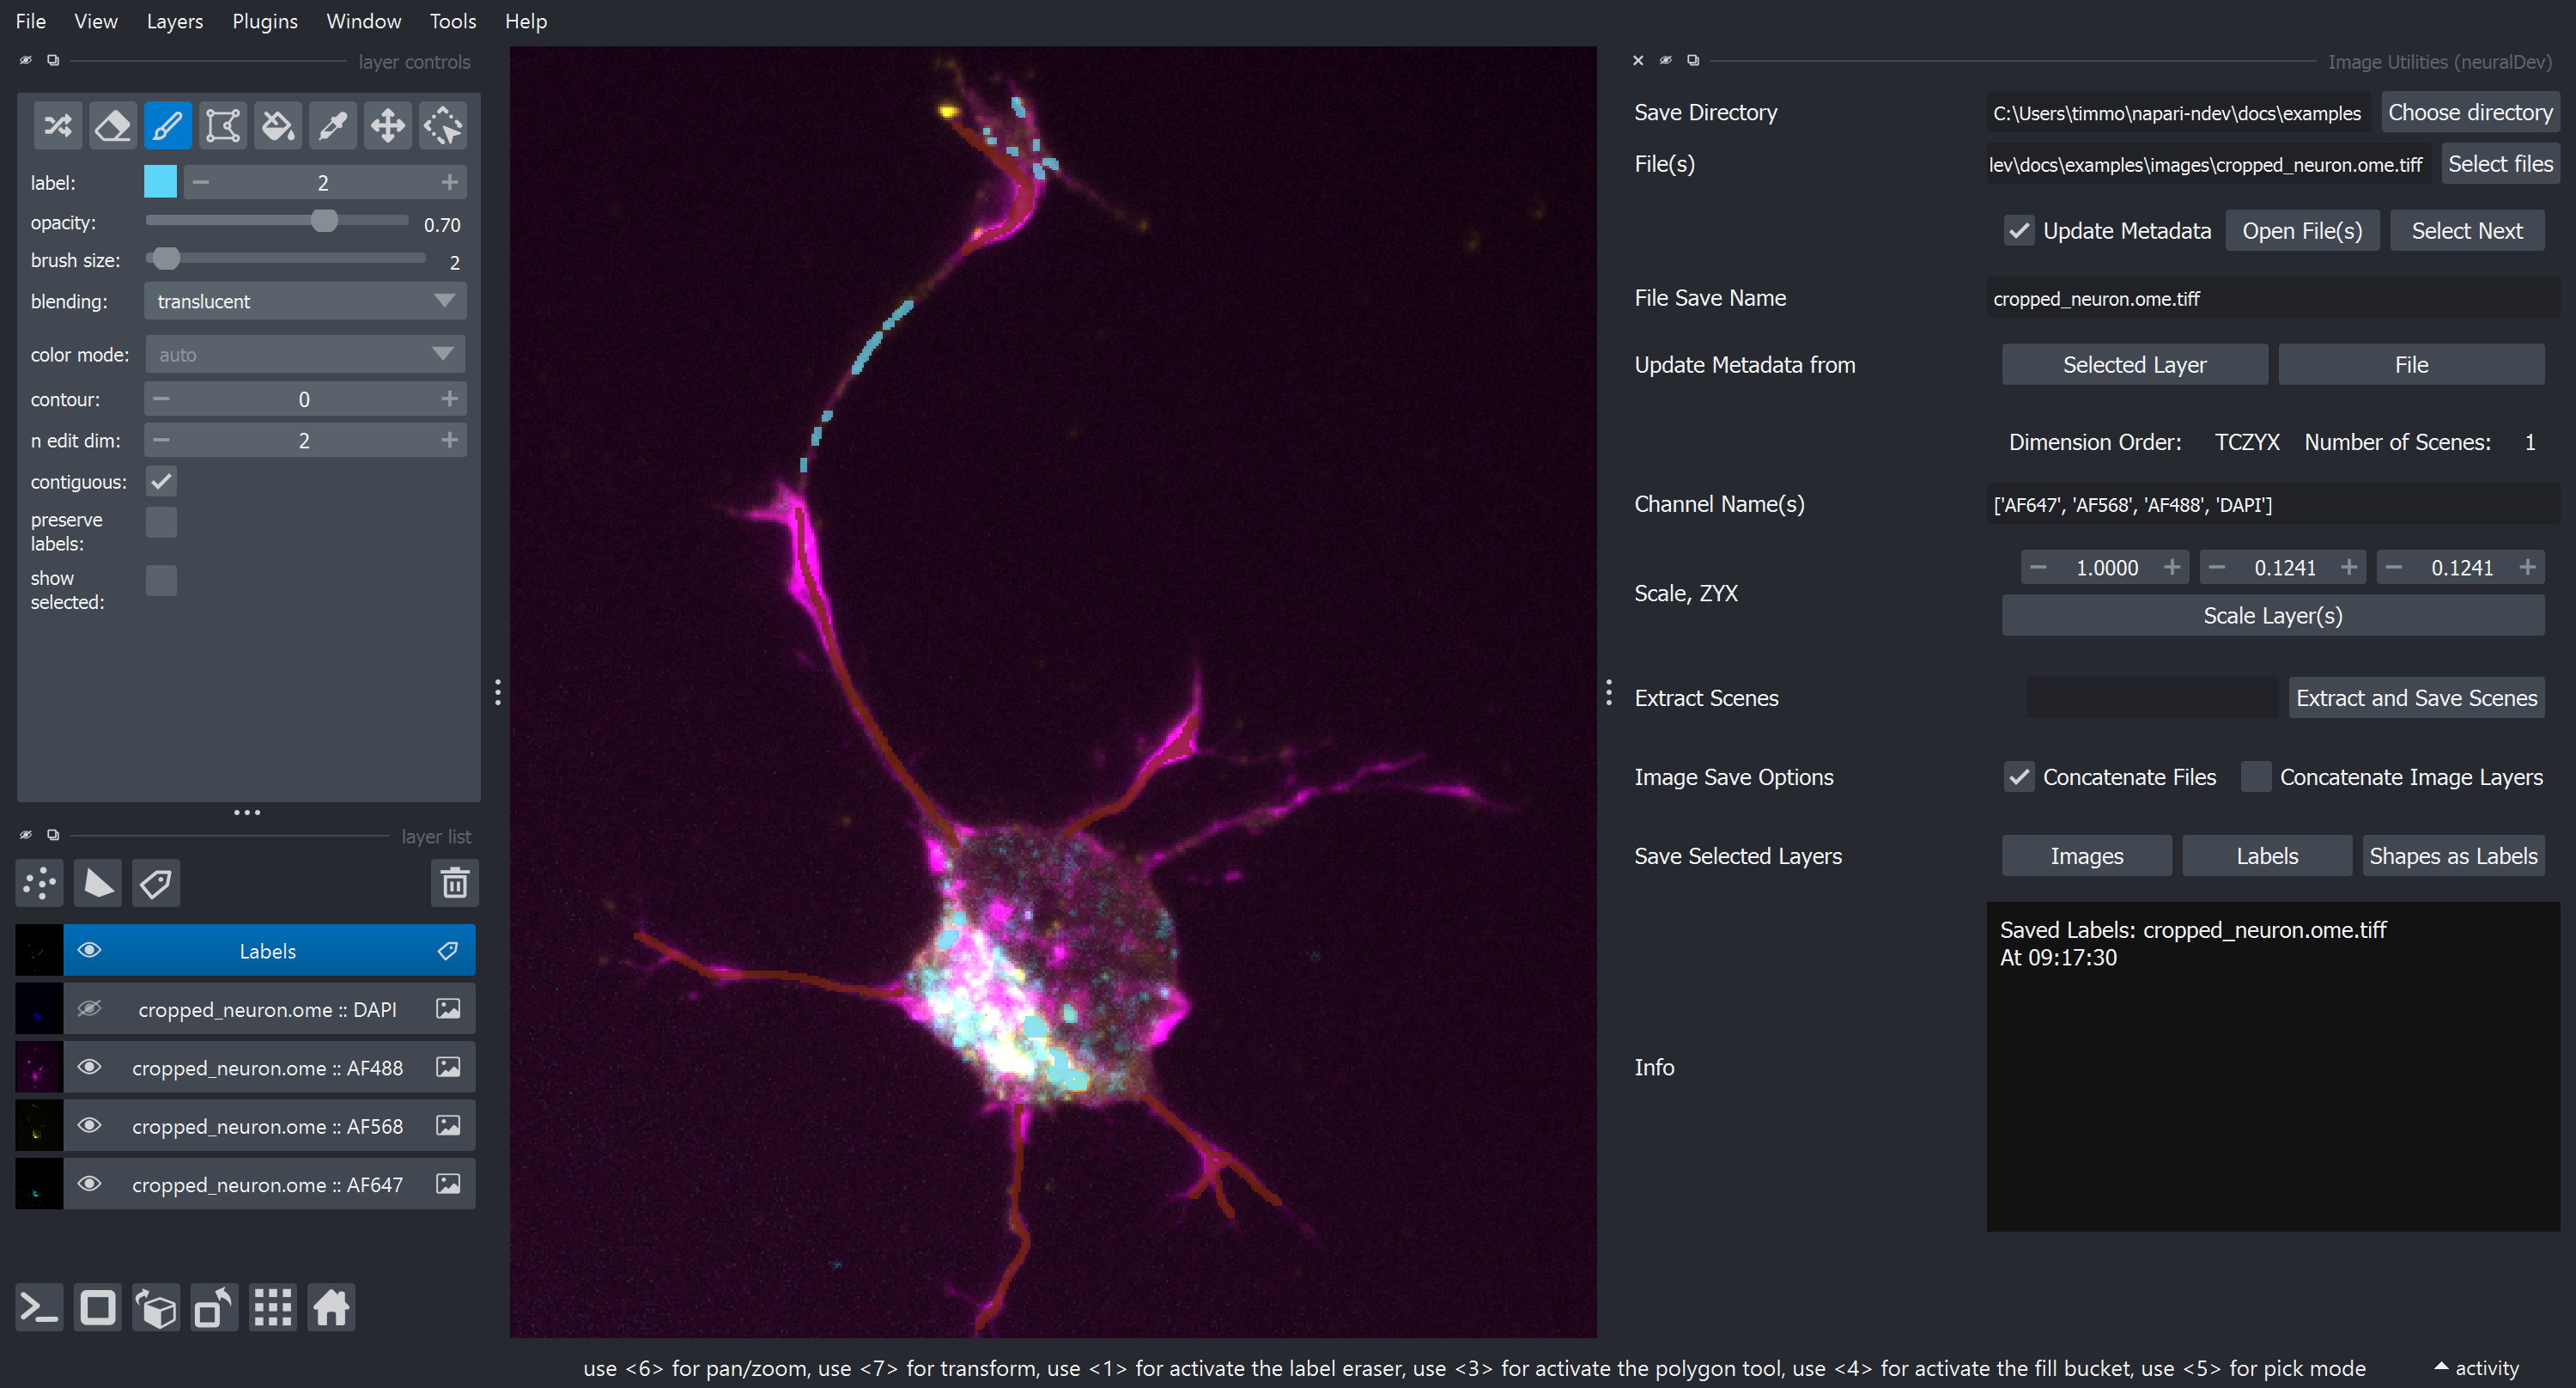 File View Layers Plugins Window Tools Help
layer controls
label: 2
opacity: 0.70
brush size: 2
blending: translucent
color mode: auto
contour: 0
n edit dim: 2
contiguous:
preserve
labels:
show
selected:
layer list
Labels
cropped_neuron.ome :: DAPI
cropped_neuron.ome :: AF488
cropped_neuron.ome :: AF568
cropped_neuron.ome :: AF647
Image Utilities (neuralDev)
Save Directory C:\Users\timmo\napari-ndev\docs\examples Choose directory
File(s) lev\docs\examples\images\cropped_neuron.ome.tiff Select files
Update Metadata Open File(s) Select Next
File Save Name cropped_neuron.ome.tiff
Update Metadata from Selected Layer File
Dimension Order: TCZYX Number of Scenes: 1
Channel Name(s) ['AF647', 'AF568', 'AF488', 'DAPI']
Scale, ZYX 1.0000 0.1241 0.1241
Scale Layer(s)
Extract Scenes Extract and Save Scenes
Image Save Options Concatenate Files Concatenate Image Layers
Save Selected Layers Images Labels Shapes as Labels
Info
Saved Labels: cropped_neuron.ome.tiff
At 09:17:30
use <6> for pan/zoom, use <7> for transform, use <1> for activate the label eraser, use <3> for activate the polygon tool, use <4> for activate the fill bucket, use <5> for pick mode
activity